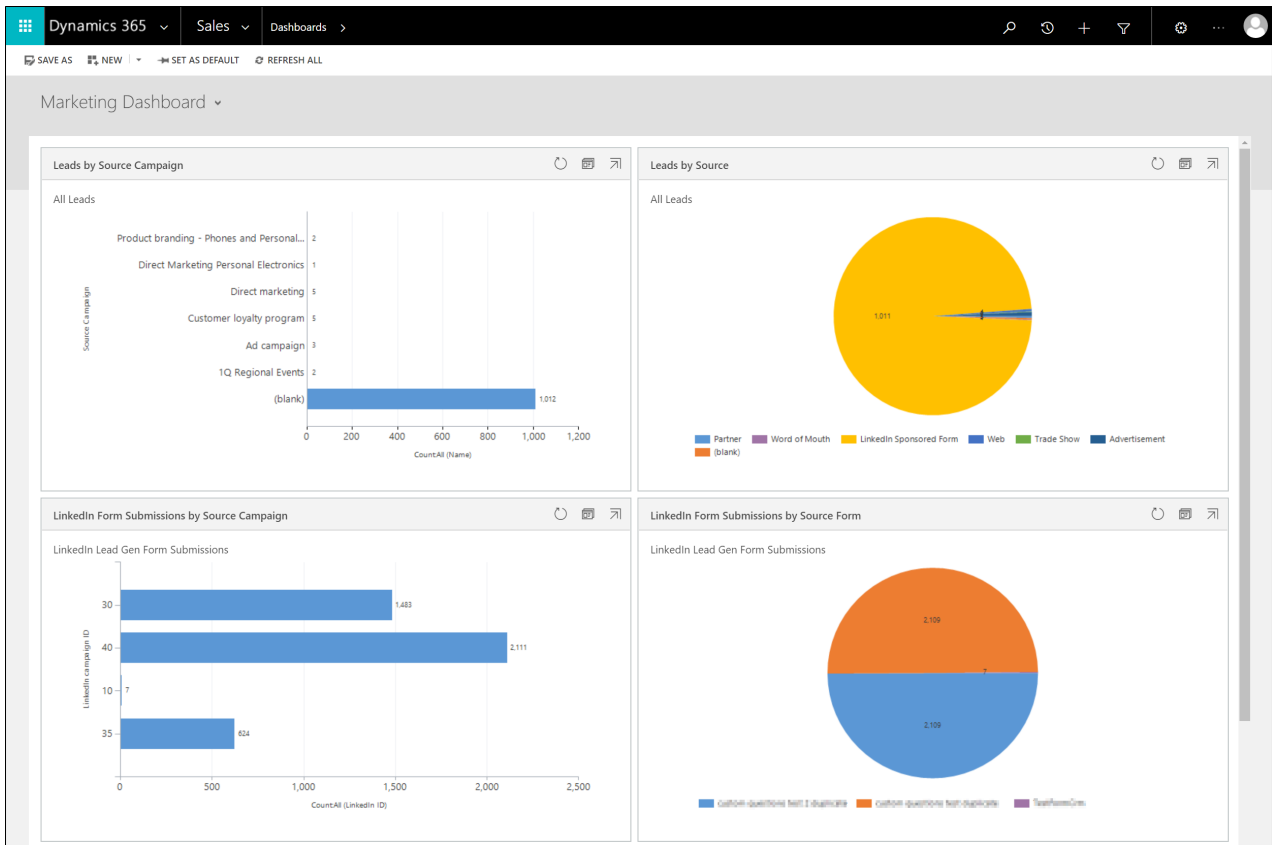 Dynamics 365 Sales Dashboards
SAVE AS NEW SET AS DEFAULT REFRESH ALL
Marketing Dashboard
Leads by Source Campaign
All Leads
Source Campaign
Product branding - Phones and Personal... 2
Direct Marketing Personal Electronics 1
Direct marketing 5
Customer loyalty program 5
Ad campaign 3
1Q Regional Events 2
(blank) 1,012
0 200 400 600 800 1,000 1,200
CountAll (Name)
Leads by Source
All Leads
1,011
Partner Word of Mouth LinkedIn Sponsored Form Web Trade Show Advertisement
(blank)
LinkedIn Form Submissions by Source Campaign
LinkedIn Lead Gen Form Submissions
LinkedIn campaign ID
30 1,483
40 2,111
10 7
35 624
0 500 1,000 1,500 2,000 2,500
CountAll (LinkedIn ID)
LinkedIn Form Submissions by Source Form
LinkedIn Lead Gen Form Submissions
2,109
7
2,109